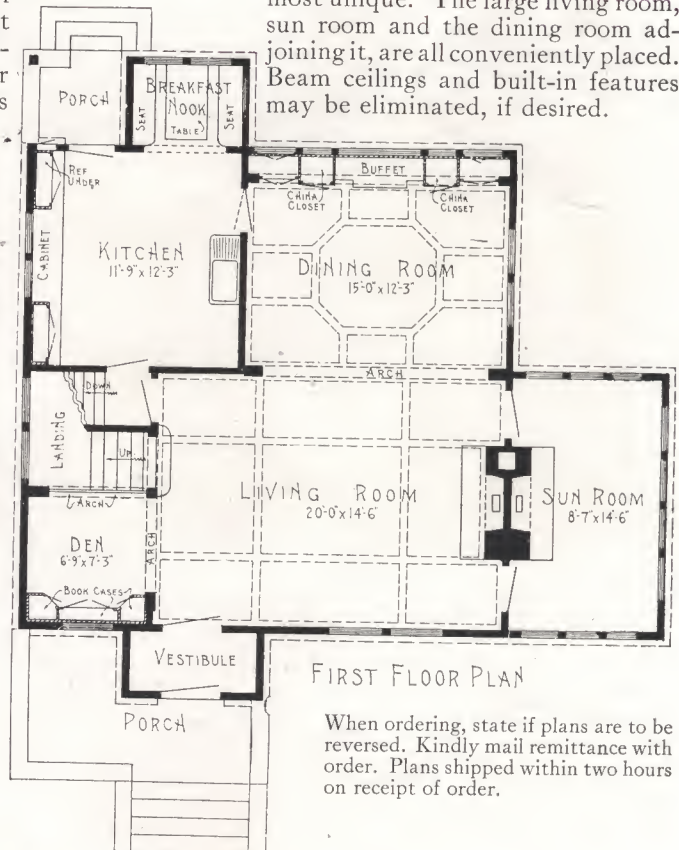 most unique. The large living room,
sun room and the dining room ad-
joining it, are all conveniently placed.
Beam ceilings and built-in features
may be eliminated, if desired.
t
-
r
s
PORCH
BREAKFAST
NOOK
SEAT
TABLE
SEAT
REF
UNDER
BUFFET
CHINA
CLOSET
CHINA
CLOSET
CABINET
KITCHEN
11'-9" x 12'-3"
DINING ROOM
15'-0" x 12'-3"
ARCH
DOWN
LANDING
UP
ARCH
LIVING ROOM
20'-0" x 14'-6"
SUN ROOM
8'-7" x 14'-6"
DEN
6'-9" x 7'-3"
ARCH
BOOK CASES
VESTIBULE
PORCH
FIRST FLOOR PLAN
When ordering, state if plans are to be
reversed. Kindly mail remittance with
order. Plans shipped within two hours
on receipt of order.